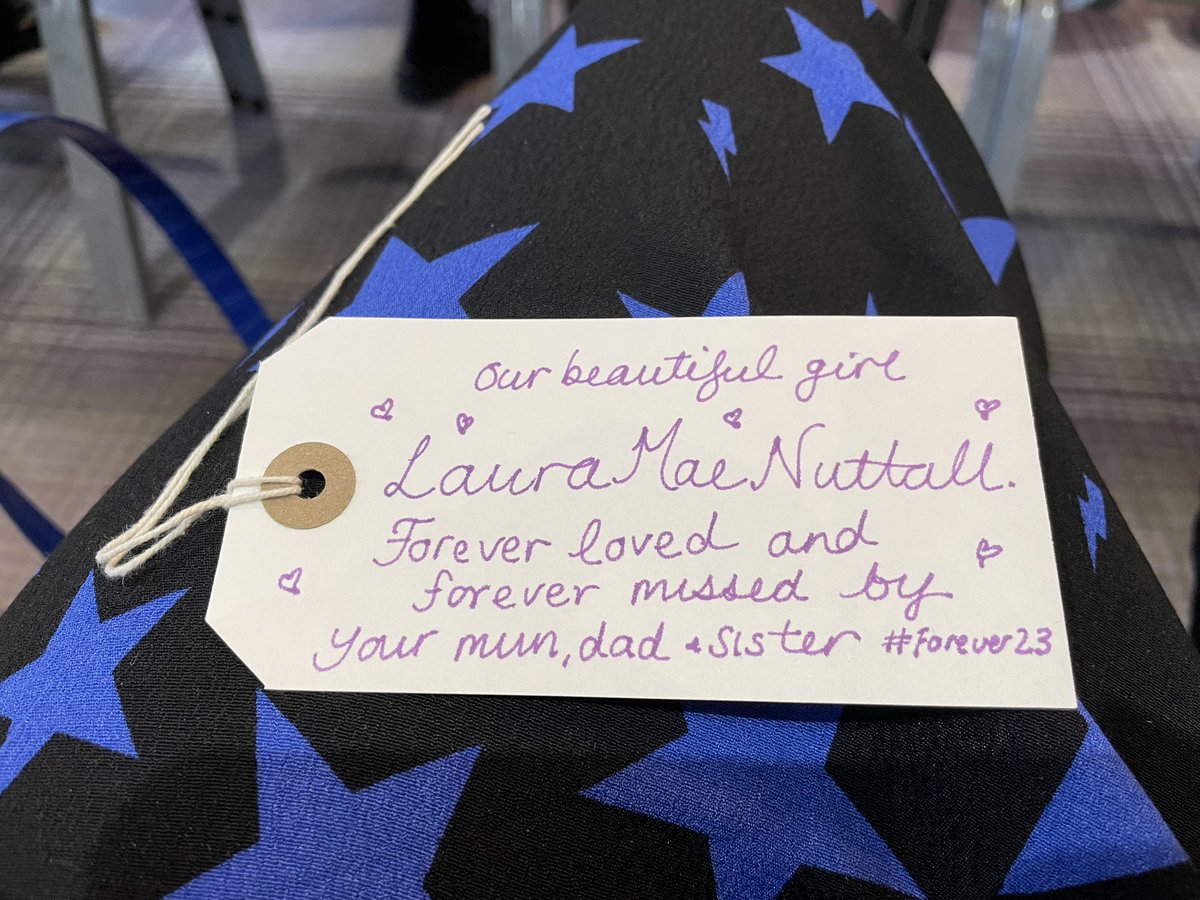 our beautiful girl
Laura Mae Nuttall.
Forever loved and
forever missed by
your mum, dad + sister #Forever23